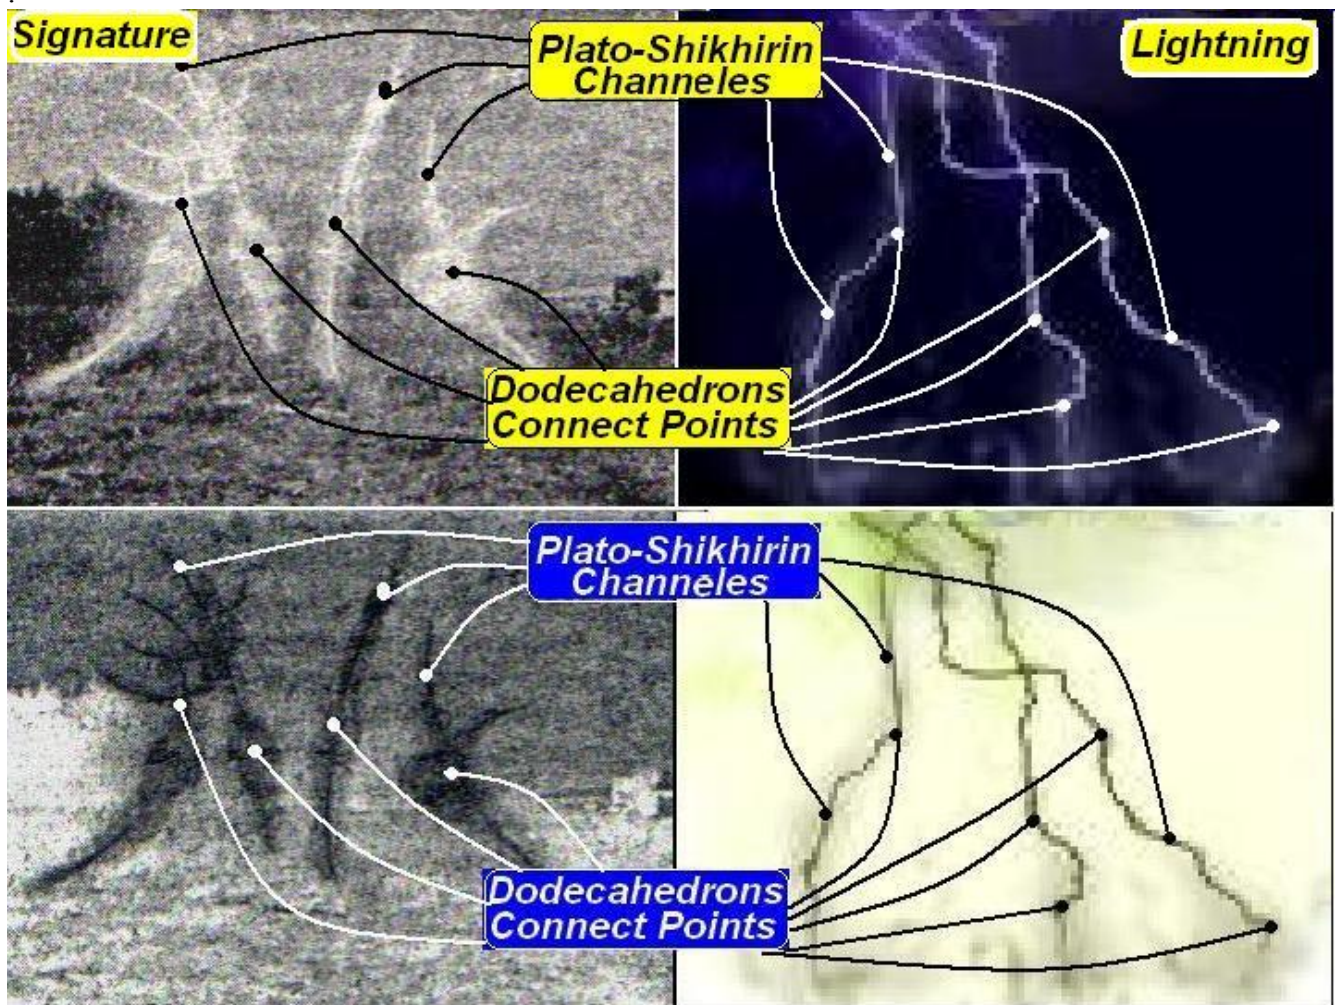 Signature
Plato-Shikhirin
Channeles
Lightning
Dodecahedrons
Connect Points
Plato-Shikhirin
Channeles
Dodecahedrons
Connect Points